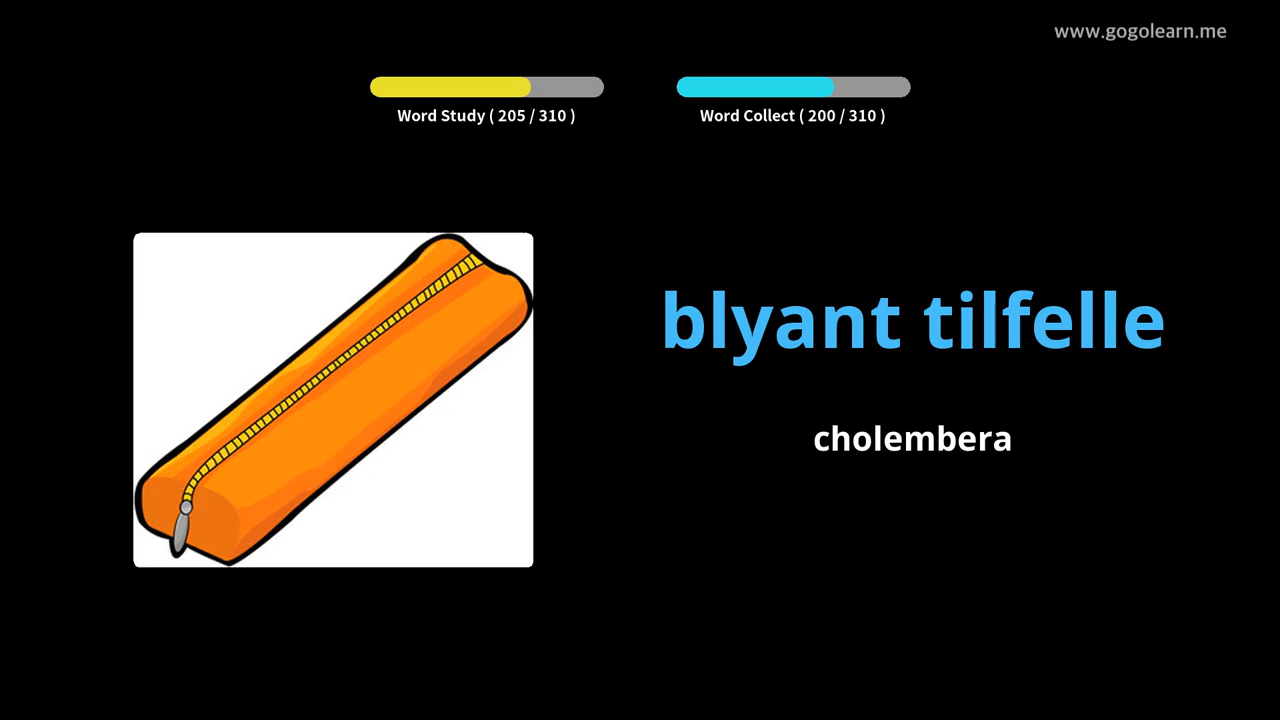 www.gogolearn.me
Word Study ( 205 / 310 )
Word Collect ( 200 / 310 )
blyant tilfelle
cholembera